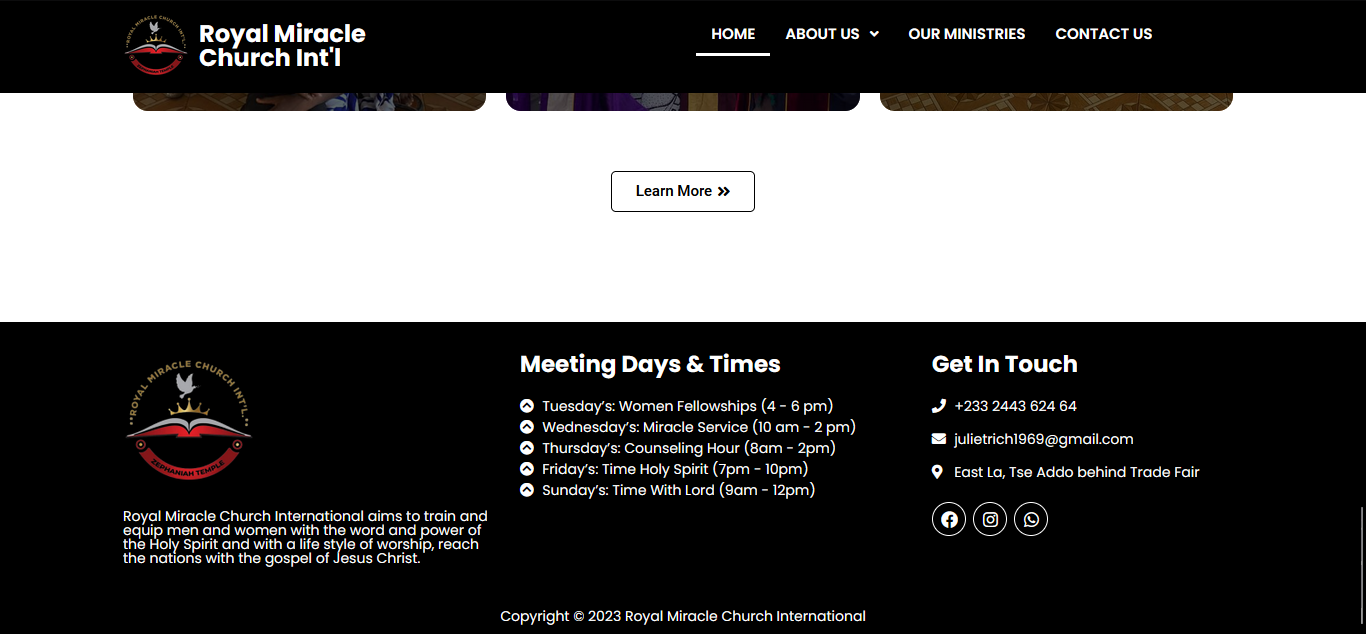 ROYAL MIRACLE CHURCH INT'L.
Royal Miracle
Church Int'l
HOME
ABOUT US
OUR MINISTRIES
CONTACT US
Learn More
ROYAL MIRACLE CHURCH INT'L.
ZEPHANIAH TEMPLE
Royal Miracle Church International aims to train and
equip men and women with the word and power of
the Holy Spirit and with a life style of worship, reach
the nations with the gospel of Jesus Christ.
Meeting Days & Times
Tuesday’s: Women Fellowships (4 - 6 pm)
Wednesday’s: Miracle Service (10 am - 2 pm)
Thursday’s: Counseling Hour (8am - 2pm)
Friday’s: Time Holy Spirit (7pm - 10pm)
Sunday’s: Time With Lord (9am - 12pm)
Get In Touch
+233 2443 624 64
julietrich1969@gmail.com
East La, Tse Addo behind Trade Fair
Copyright © 2023 Royal Miracle Church International